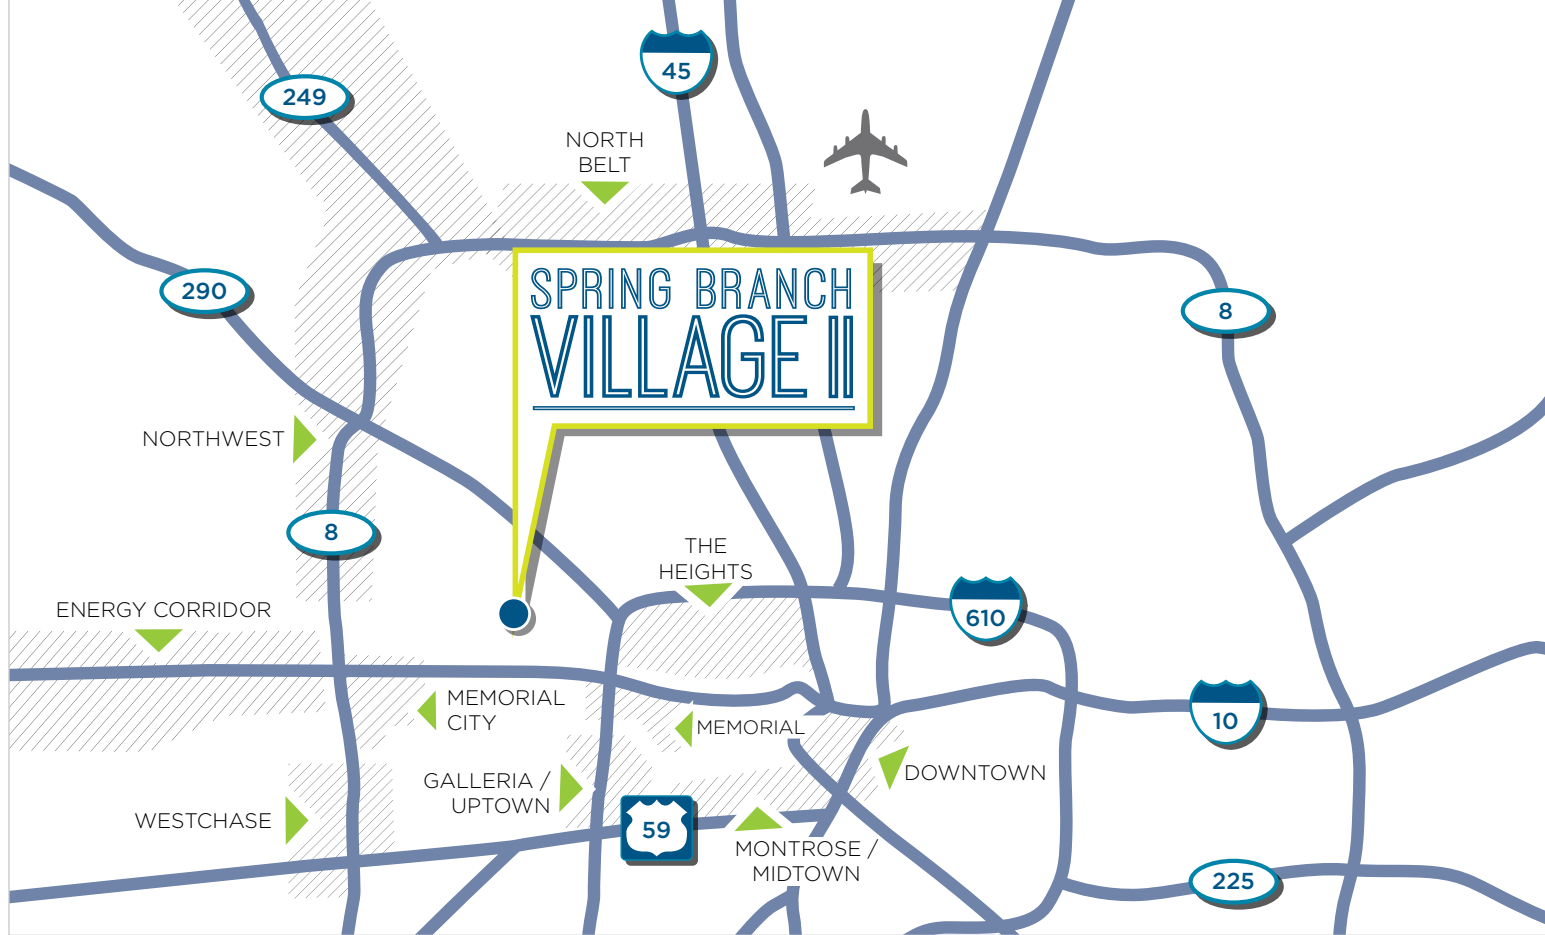 45
249
NORTH
BELT
290
SPRING BRANCH
VILLAGE II
8
NORTHWEST
8
THE
HEIGHTS
ENERGY CORRIDOR
610
MEMORIAL
CITY
MEMORIAL
10
DOWNTOWN
GALLERIA /
UPTOWN
WESTCHASE
59
MONTROSE /
MIDTOWN
225